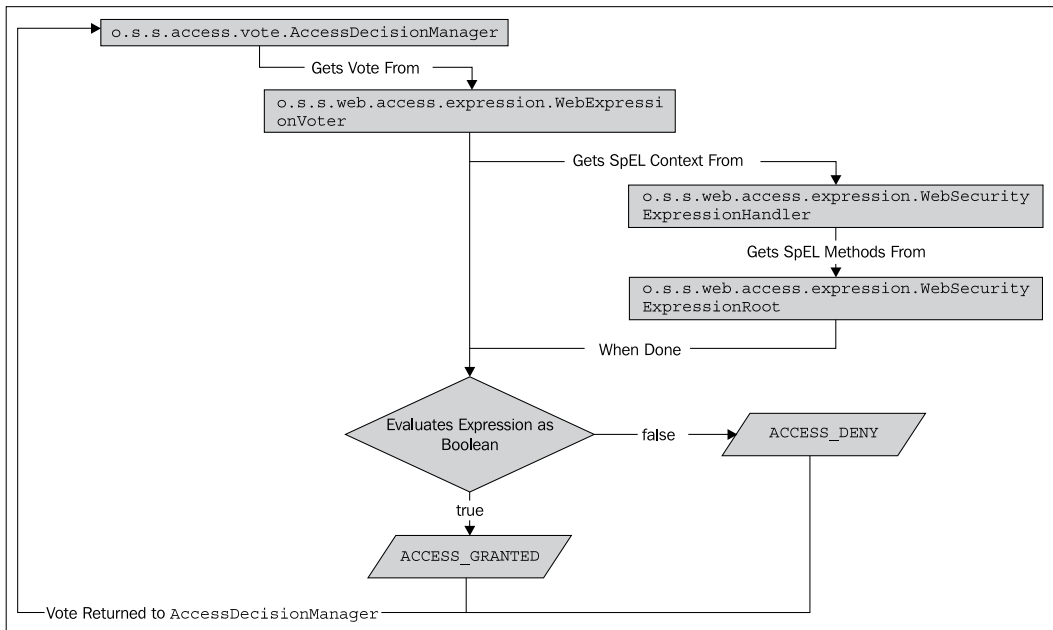 o.s.s.access.vote.AccessDecisionManager
Gets Vote From
o.s.s.web.access.expression.WebExpressi
onVoter
Gets SpEL Context From
o.s.s.web.access.expression.WebSecurity
ExpressionHandler
Gets SpEL Methods From
o.s.s.web.access.expression.WebSecurity
ExpressionRoot
When Done
Evaluates Expression as
Boolean
false
ACCESS_DENY
true
ACCESS_GRANTED
Vote Returned to AccessDecisionManager